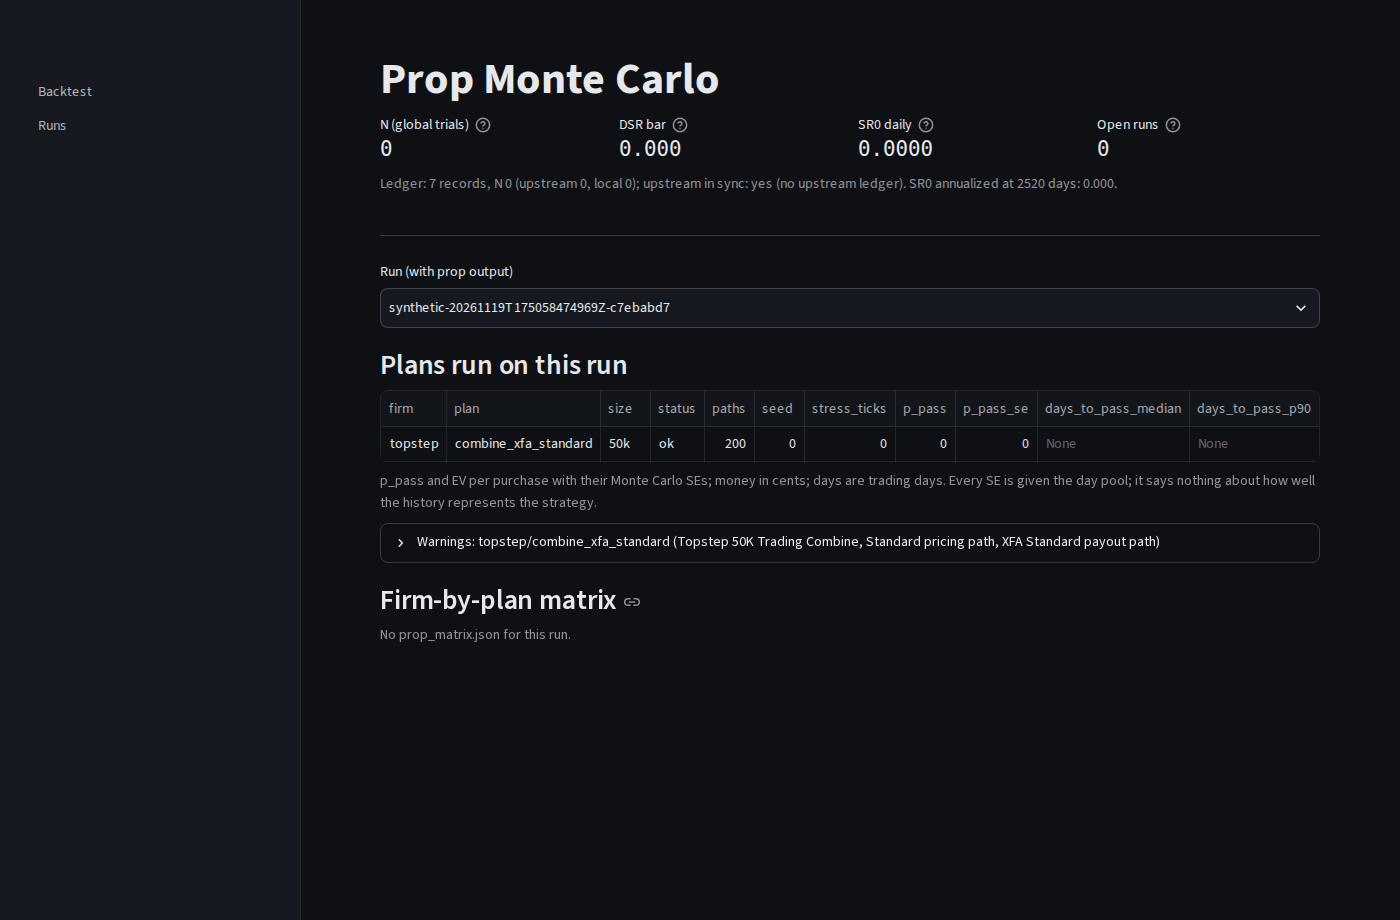 Backtest
Runs
Prop Monte Carlo
N (global trials)
0
DSR bar
0.000
SR0 daily
0.0000
Open runs
0
Ledger: 7 records, N 0 (upstream 0, local 0); upstream in sync: yes (no upstream ledger). SR0 annualized at 2520 days: 0.000.
Run (with prop output)
synthetic-20261119T175058474969Z-c7ebabd7
Plans run on this run
firm plan size status paths seed stress_ticks p_pass p_pass_se days_to_pass_median days_to_pass_p90
topstep combine_xfa_standard 50k ok 200 0 0 0 0 None None
p_pass and EV per purchase with their Monte Carlo SEs; money in cents; days are trading days. Every SE is given the day pool; it says nothing about how well
the history represents the strategy.
Warnings: topstep/combine_xfa_standard (Topstep 50K Trading Combine, Standard pricing path, XFA Standard payout path)
Firm-by-plan matrix
No prop_matrix.json for this run.